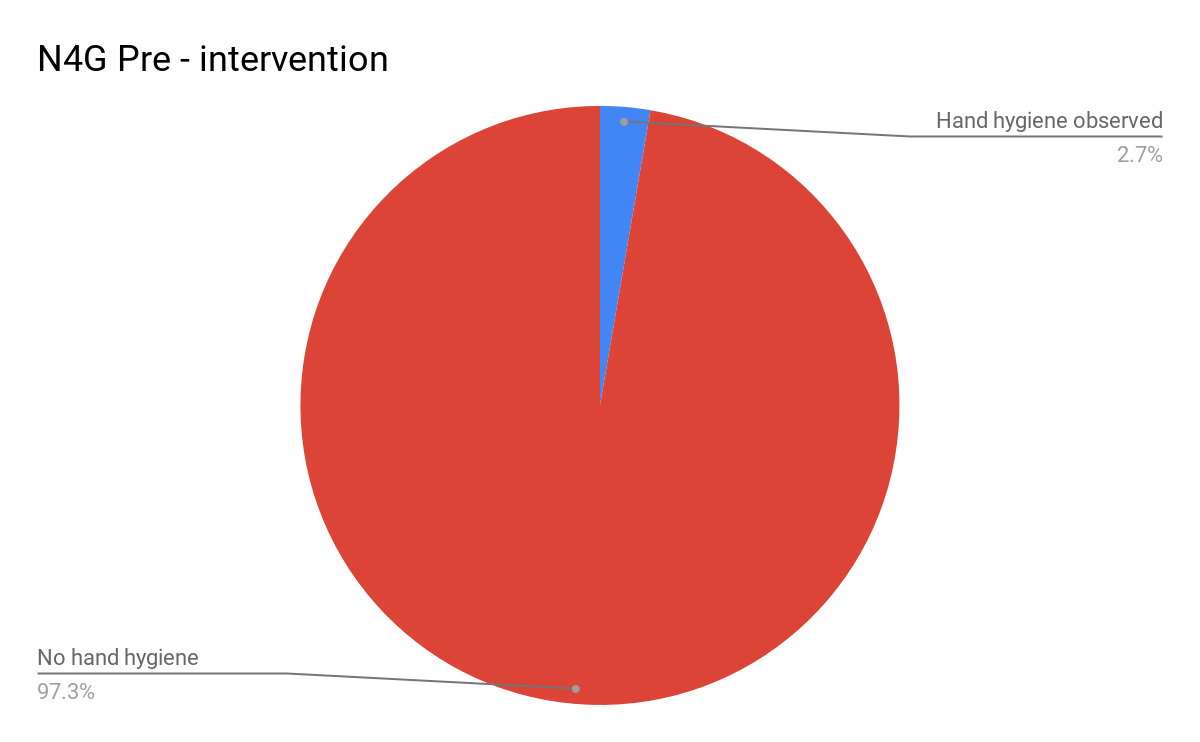 N4G Pre - intervention
Hand hygiene observed
2.7%
No hand hygiene
97.3%